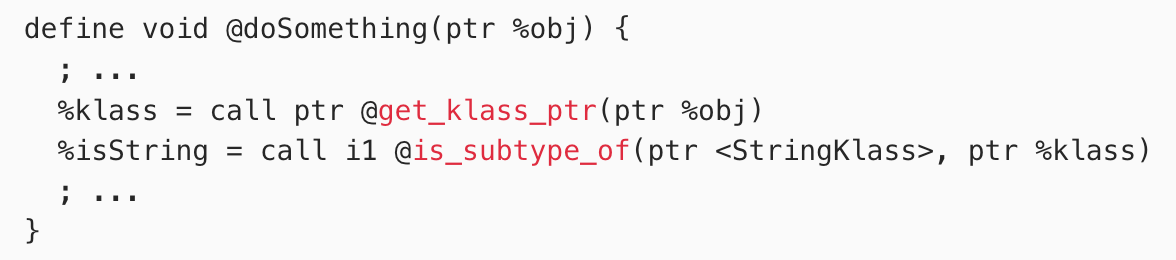 define void @doSomething(ptr %obj) {
; ...
%klass = call ptr @get_klass_ptr(ptr %obj)
%isString = call i1 @is_subtype_of(ptr <StringKlass>, ptr %klass)
; ...
}